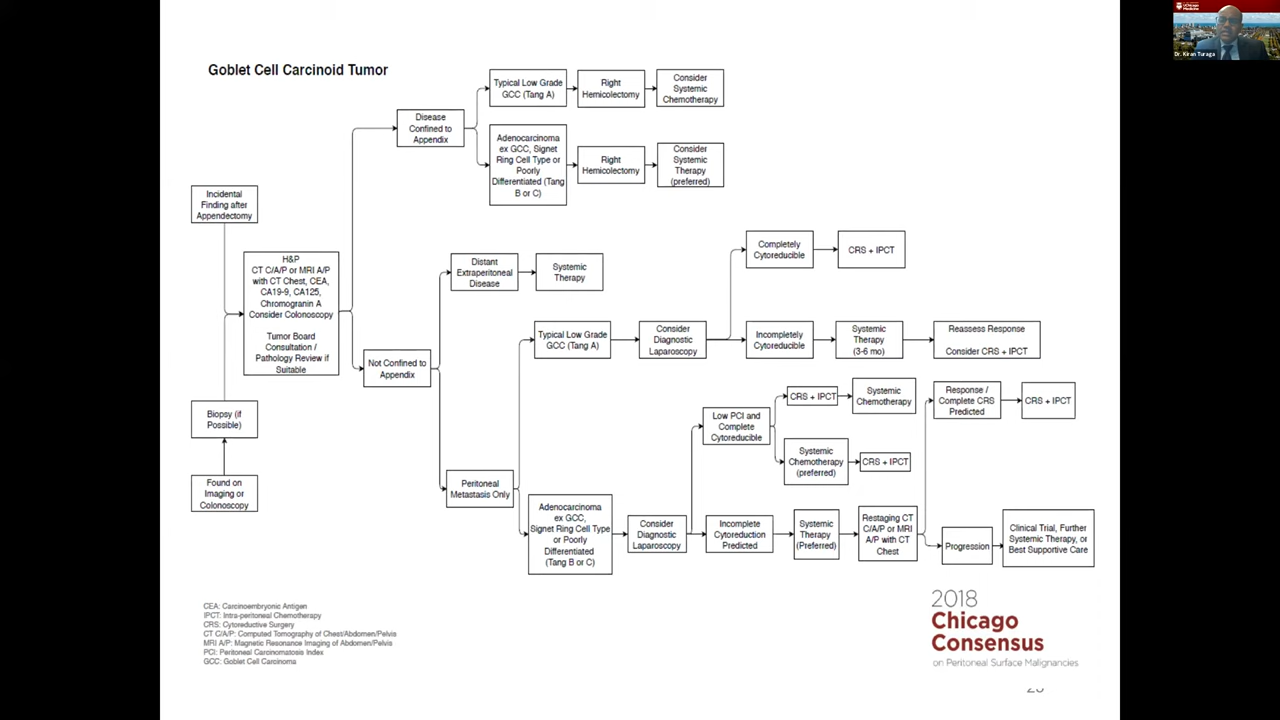 Goblet Cell Carcinoid Tumor
Incidental
Finding after
Appendectomy
H&P
CT C/A/P or MRI A/P
with CT Chest, CEA,
CA19-9, CA125,
Chromogranin A
Consider Colonoscopy
Tumor Board
Consultation /
Pathology Review if
Suitable
Biopsy (if
Possible)
Found on
Imaging or
Colonoscopy
Disease
Confined to
Appendix
Typical Low Grade
GCC (Tang A)
Right
Hemicolectomy
Consider
Systemic
Chemotherapy
Adenocarcinoma
ex GCC, Signet
Ring Cell Type or
Poorly
Differentiated (Tang
B or C)
Right
Hemicolectomy
Consider
Systemic
Therapy
(preferred)
Not Confined to
Appendix
Distant
Extraperitoneal
Disease
Systemic
Therapy
Peritoneal
Metastasis Only
Typical Low Grade
GCC (Tang A)
Consider
Diagnostic
Laparoscopy
Completely
Cytoreducible
CRS + IPCT
Incompletely
Cytoreducible
Systemic
Therapy
(3-6 mo)
Reassess Response
Consider CRS + IPCT
Adenocarcinoma
ex GCC,
Signet Ring Cell Type
or Poorly
Differentiated
(Tang B or C)
Consider
Diagnostic
Laparoscopy
Low PCI and
Complete
Cytoreducible
CRS + IPCT
Systemic
Chemotherapy
Systemic
Chemotherapy
(preferred)
CRS + IPCT
Incomplete
Cytoreduction
Predicted
Systemic
Therapy
(Preferred)
Restaging CT
C/A/P or MRI
A/P with CT
Chest
Response /
Complete CRS
Predicted
CRS + IPCT
Progression
Clinical Trial, Further
Systemic Therapy, or
Best Supportive Care
CEA: Carcinoembryonic Antigen
IPCT: Intra-peritoneal Chemotherapy
CRS: Cytoreductive Surgery
CT C/A/P: Computed Tomography of Chest/Abdomen/Pelvis
MRI A/P: Magnetic Resonance Imaging of Abdomen/Pelvis
PCI: Peritoneal Carcinomatosis Index
GCC: Goblet Cell Carcinoma
2018
Chicago
Consensus
on Peritoneal Surface Malignancies
Dr. Kiran Turaga